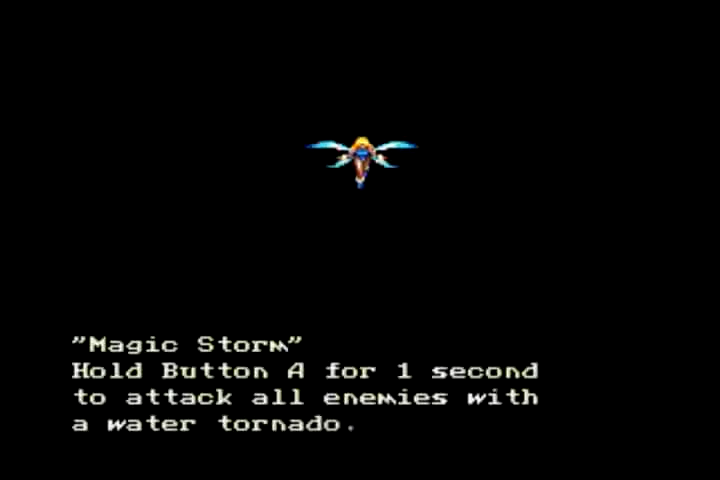 "Magic Storm"
Hold Button A for 1 second
to attack all enemies with
a water tornado.